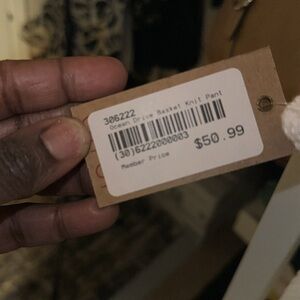 306222
Ocean Drive Basket Knit Pant
(30)6222000003
$50.99
Member Price